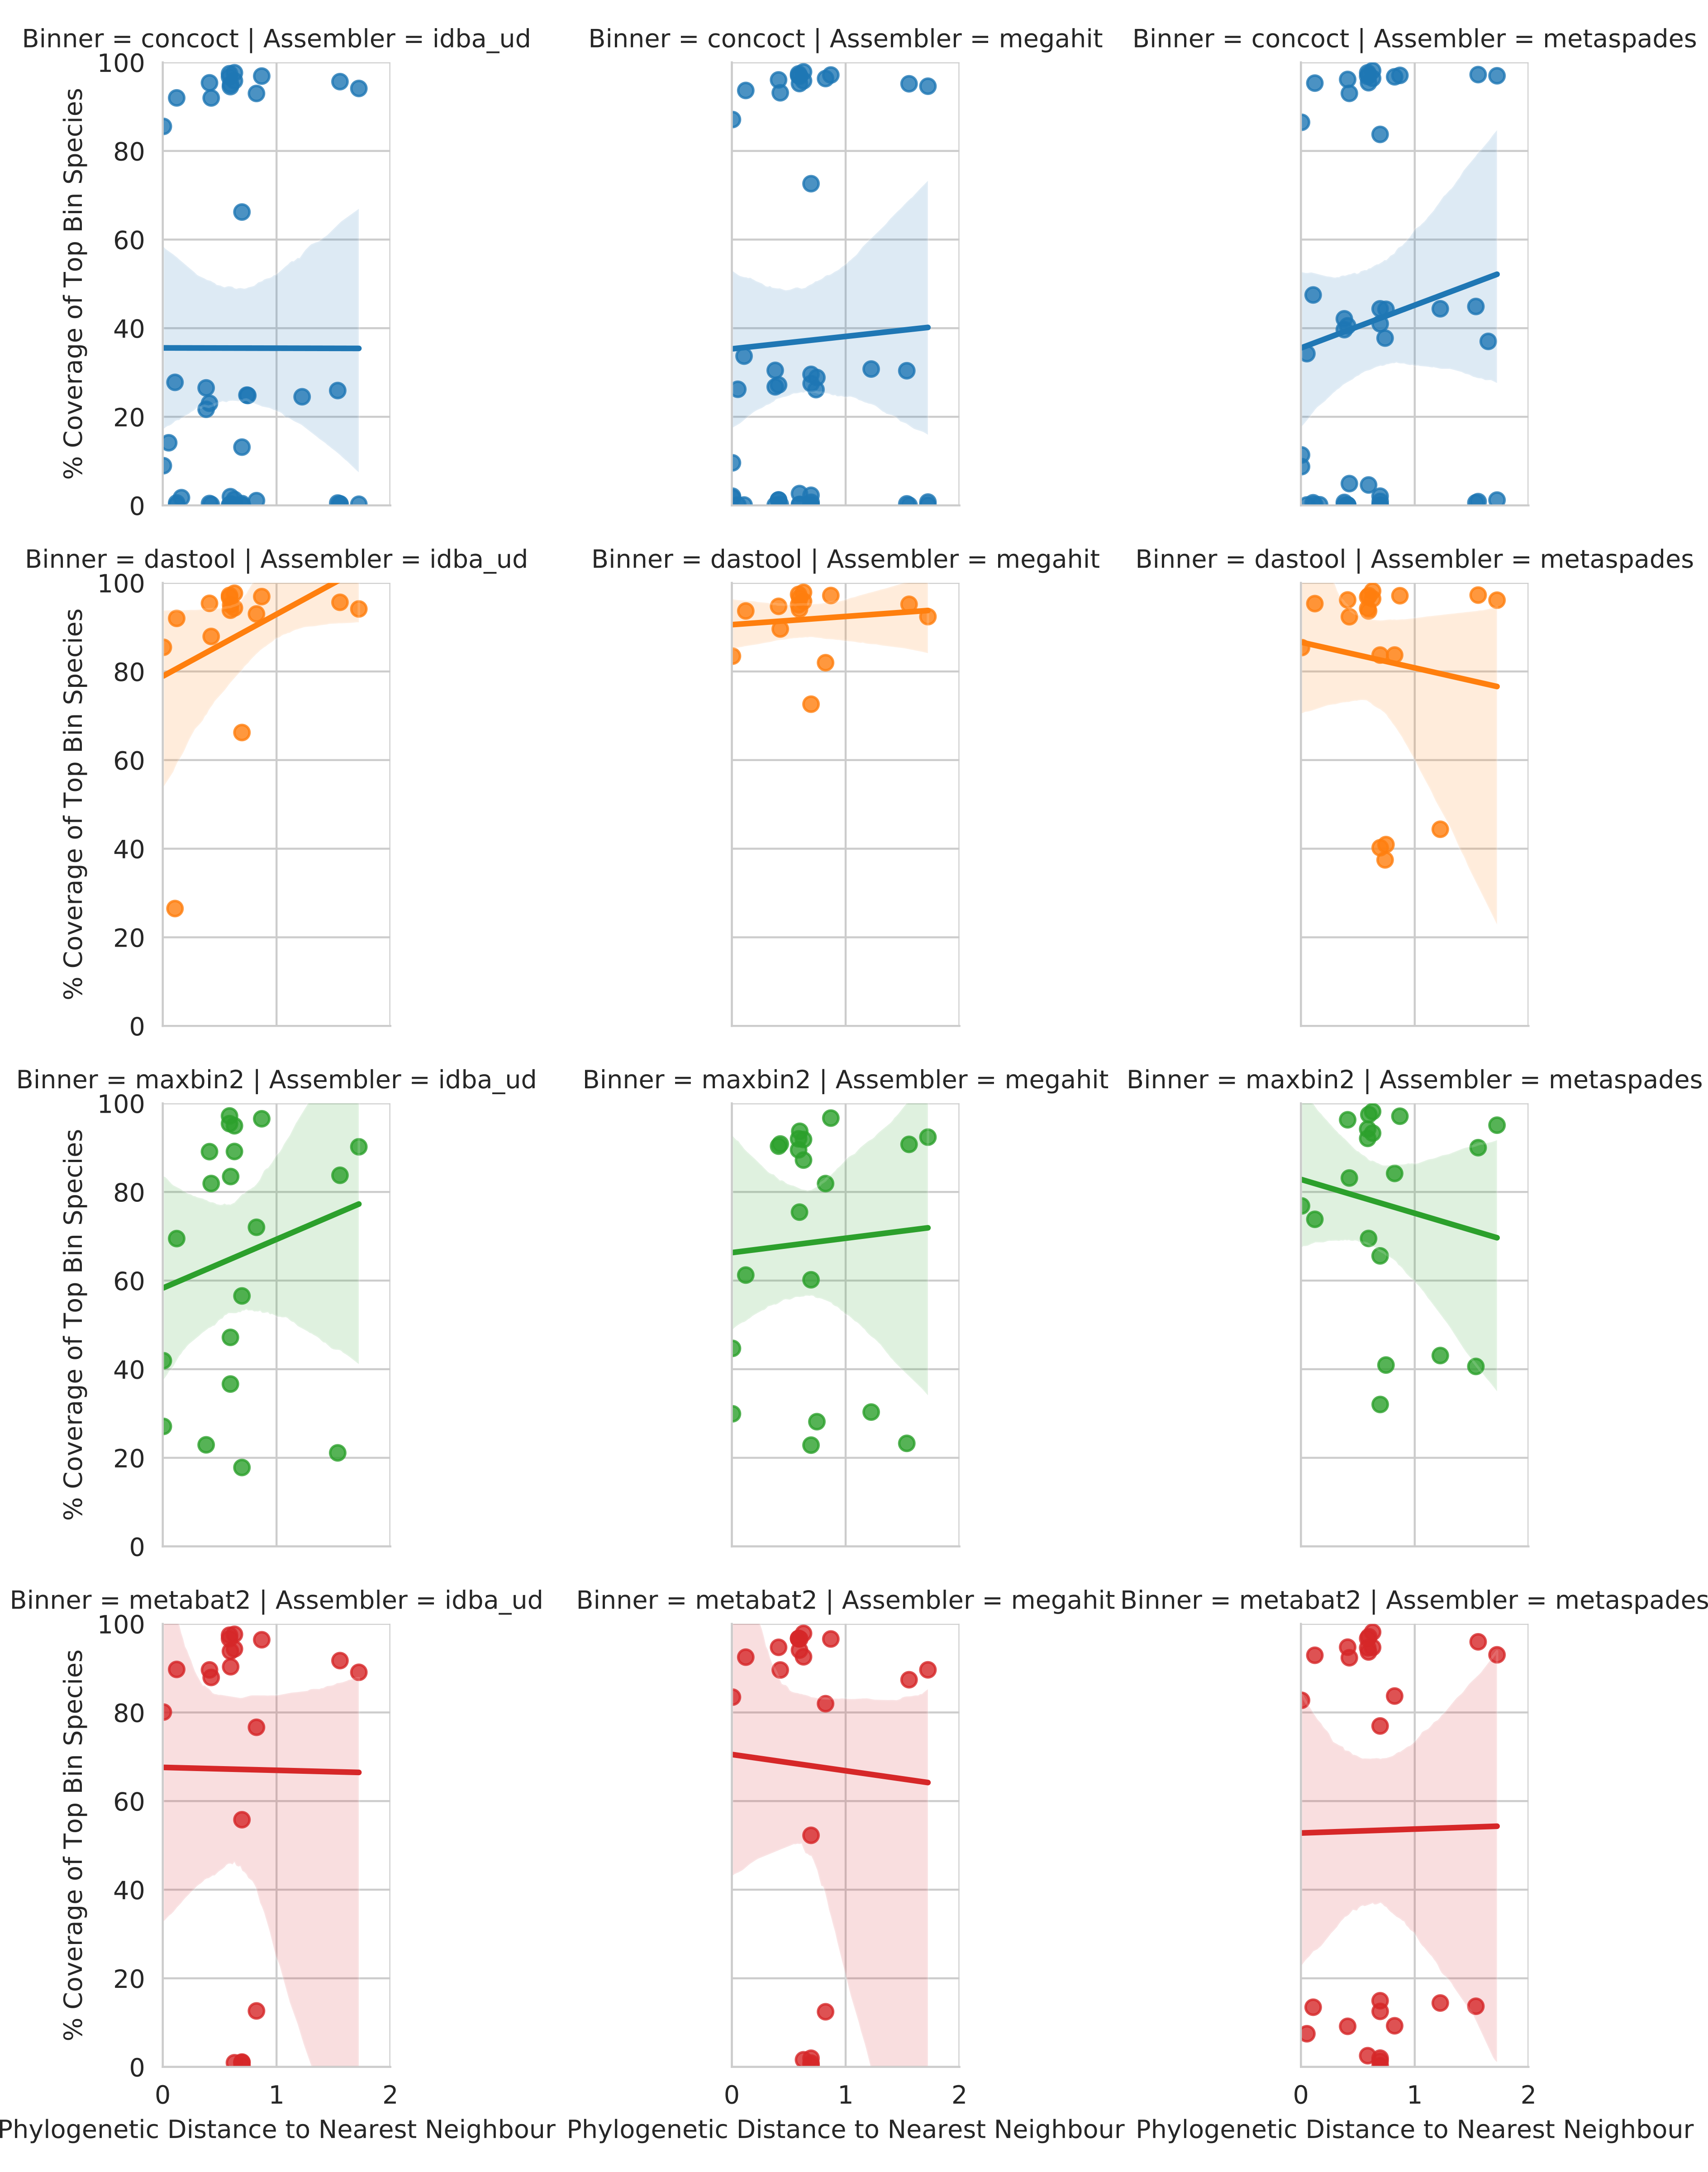 Binner = concoct | Assembler = idba_ud
Binner = concoct | Assembler = megahit
Binner = concoct | Assembler = metaspades
100
80
60
40
20
0
% Coverage of Top Bin Species
Binner = dastool | Assembler = idba_ud
Binner = dastool | Assembler = megahit
Binner = dastool | Assembler = metaspades
100
80
60
40
20
0
% Coverage of Top Bin Species
Binner = maxbin2 | Assembler = idba_ud
Binner = maxbin2 | Assembler = megahit
Binner = maxbin2 | Assembler = metaspades
100
80
60
40
20
0
% Coverage of Top Bin Species
Binner = metabat2 | Assembler = idba_ud
Binner = metabat2 | Assembler = megahit
Binner = metabat2 | Assembler = metaspades
100
80
60
40
20
0
% Coverage of Top Bin Species
0 1 2
0 1 2
0 1 2
Phylogenetic Distance to Nearest Neighbour
Phylogenetic Distance to Nearest Neighbour
Phylogenetic Distance to Nearest Neighbour